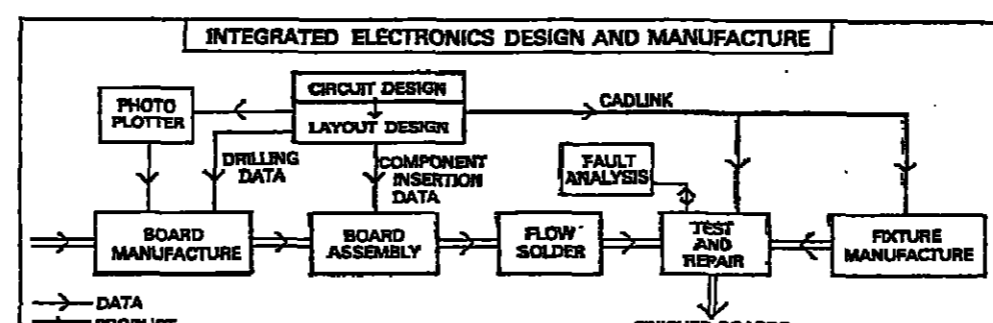 INTEGRATED ELECTRONICS DESIGN AND MANUFACTURE
CIRCUIT DESIGN
LAYOUT DESIGN
PHOTO
PLOTTER
CADLINK
DRILLING
DATA
COMPONENT
INSERTION
DATA
FAULT
ANALYSIS
BOARD
MANUFACTURE
BOARD
ASSEMBLY
FLOW
SOLDER
TEST
AND
REPAIR
FIXTURE
MANUFACTURE
DATA